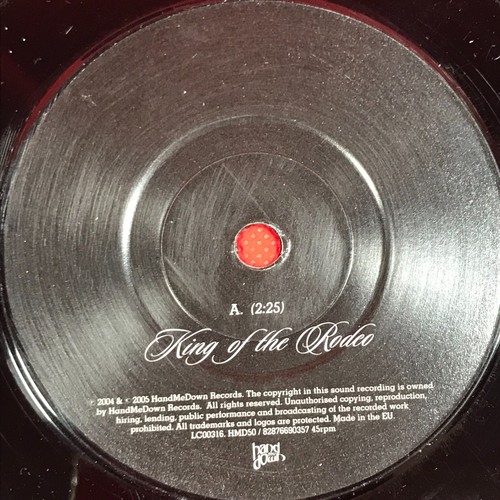 A. (2:25)
King of the Rodeo
℗ 2004 & © 2005 HandMeDown Records. The copyright in this sound recording is owned
by HandMeDown Records. All rights reserved. Unauthorised copying, reproduction,
hiring, lending, public performance and broadcasting of the recorded work
prohibited. All trademarks and logos are protected. Made in the EU.
LC00316. HMD50 / 82876690357 45rpm
hand
me
down